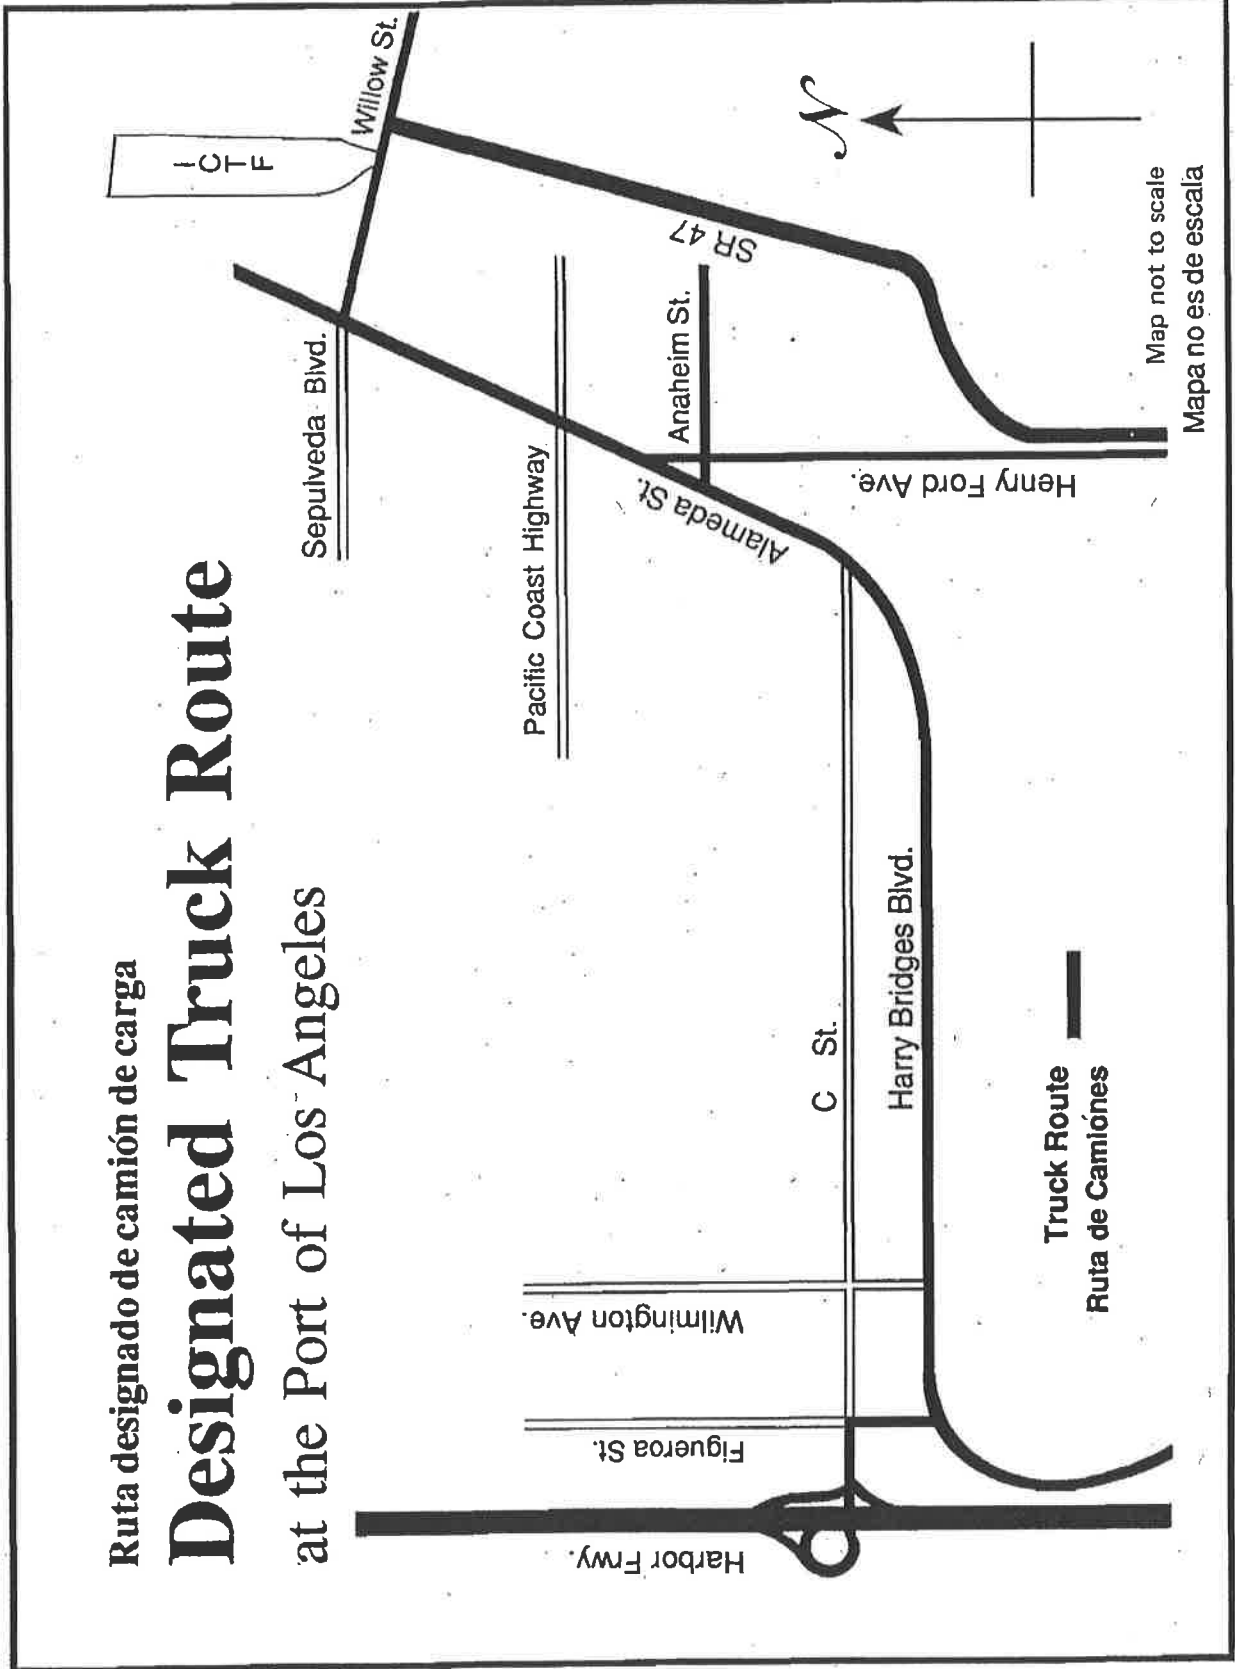 Ruta designado de camión de carga
Designated Truck Route
at the Port of Los Angeles
I
C
T
F
Willow St.
Sepulveda Blvd.
Pacific Coast Highway
SR 47
Anaheim St.
Alameda St.
Henry Ford Ave.
N
C St.
Harry Bridges Blvd.
Wilmington Ave.
Figueroa St.
Harbor Frwy.
Truck Route
Ruta de Camiónes
Map not to scale
Mapa no es de escala